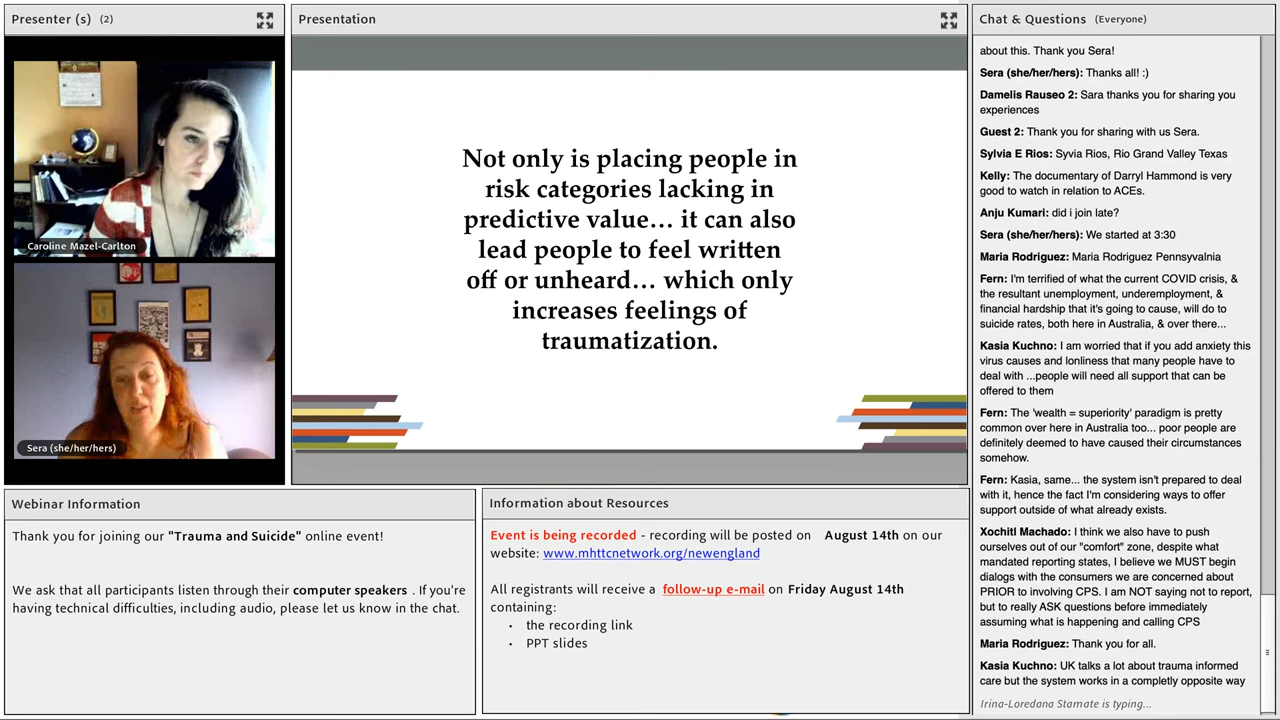 Presenter (s) (2)
Caroline Mazel-Carlton
Sera (she/her/hers)
Presentation
Not only is placing people in
risk categories lacking in
predictive value... it can also
lead people to feel written
off or unheard... which only
increases feelings of
traumatization.
Chat & Questions (Everyone)
about this. Thank you Sera!
Sera (she/her/hers): Thanks all! :)
Damelis Rauseo 2: Sara thanks you for sharing you
experiences
Guest 2: Thank you for sharing with us Sera.
Sylvia E Rios: Syvia Rios, Rio Grand Valley Texas
Kelly: The documentary of Darryl Hammond is very
good to watch in relation to ACEs.
Anju Kumari: did i join late?
Sera (she/her/hers): We started at 3:30
Maria Rodriguez: Maria Rodriguez Pennsyvalnia
Fern: I'm terrified of what the current COVID crisis, &
the resultant unemployment, underemployment, &
financial hardship that it's going to cause, will do to
suicide rates, both here in Australia, & over there...
Kasia Kuchno: I am worried that if you add anxiety this
virus causes and lonliness that many people have to
deal with ...people will need all support that can be
offered to them
Fern: The 'wealth = superiority' paradigm is pretty
common over here in Australia too... poor people are
definitely deemed to have caused their circumstances
somehow.
Fern: Kasia, same... the system isn't prepared to deal
with it, hence the fact I'm considering ways to offer
support outside of what already exists.
Xochitl Machado: I think we also have to push
ourselves out of our "comfort" zone, despite what
mandated reporting states, I believe we MUST begin
dialogs with the consumers we are concerned about
PRIOR to involving CPS. I am NOT saying not to report,
but to really ASK questions before immediately
assuming what is happening and calling CPS
Maria Rodriguez: Thank you for all.
Kasia Kuchno: UK talks a lot about trauma informed
care but the system works in a completly opposite way
Irina-Loredana Stamate is typing...
Webinar Information
Thank you for joining our "Trauma and Suicide" online event!
We ask that all participants listen through their computer speakers . If you're
having technical difficulties, including audio, please let us know in the chat.
Information about Resources
Event is being recorded - recording will be posted on August 14th on our
website: www.mhttcnetwork.org/newengland
All registrants will receive a follow-up e-mail on Friday August 14th
containing:
• the recording link
• PPT slides